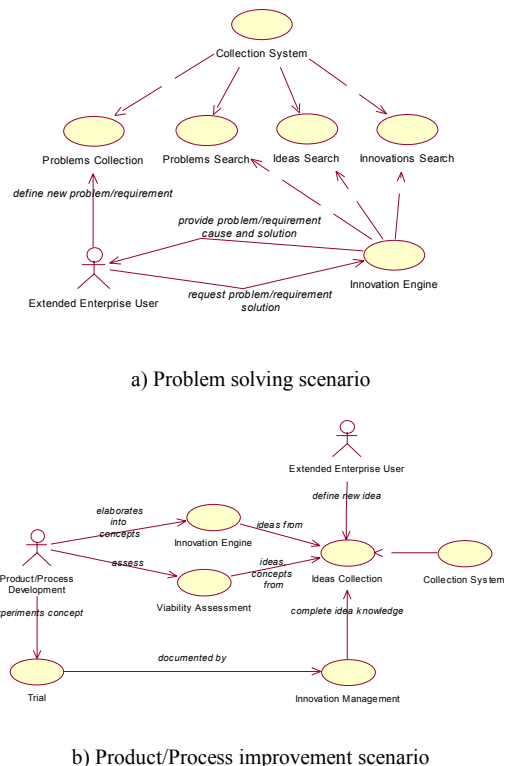 Collection System
Problems Collection
Problems Search
Ideas Search
Innovations Search
define new problem/requirement
provide problem/requirement
cause and solution
Extended Enterprise User
request problem/requirement
solution
Innovation Engine
a) Problem solving scenario
Extended Enterprise User
define new idea
elaborates
into
concepts
Innovation Engine
ideas from
assess
ideas,
concepts
from
Product/Process
Development
Viability Assessment
Ideas Collection
Collection System
xperiments concept
complete idea knowledge
documented by
Trial
Innovation Management
b) Product/Process improvement scenario